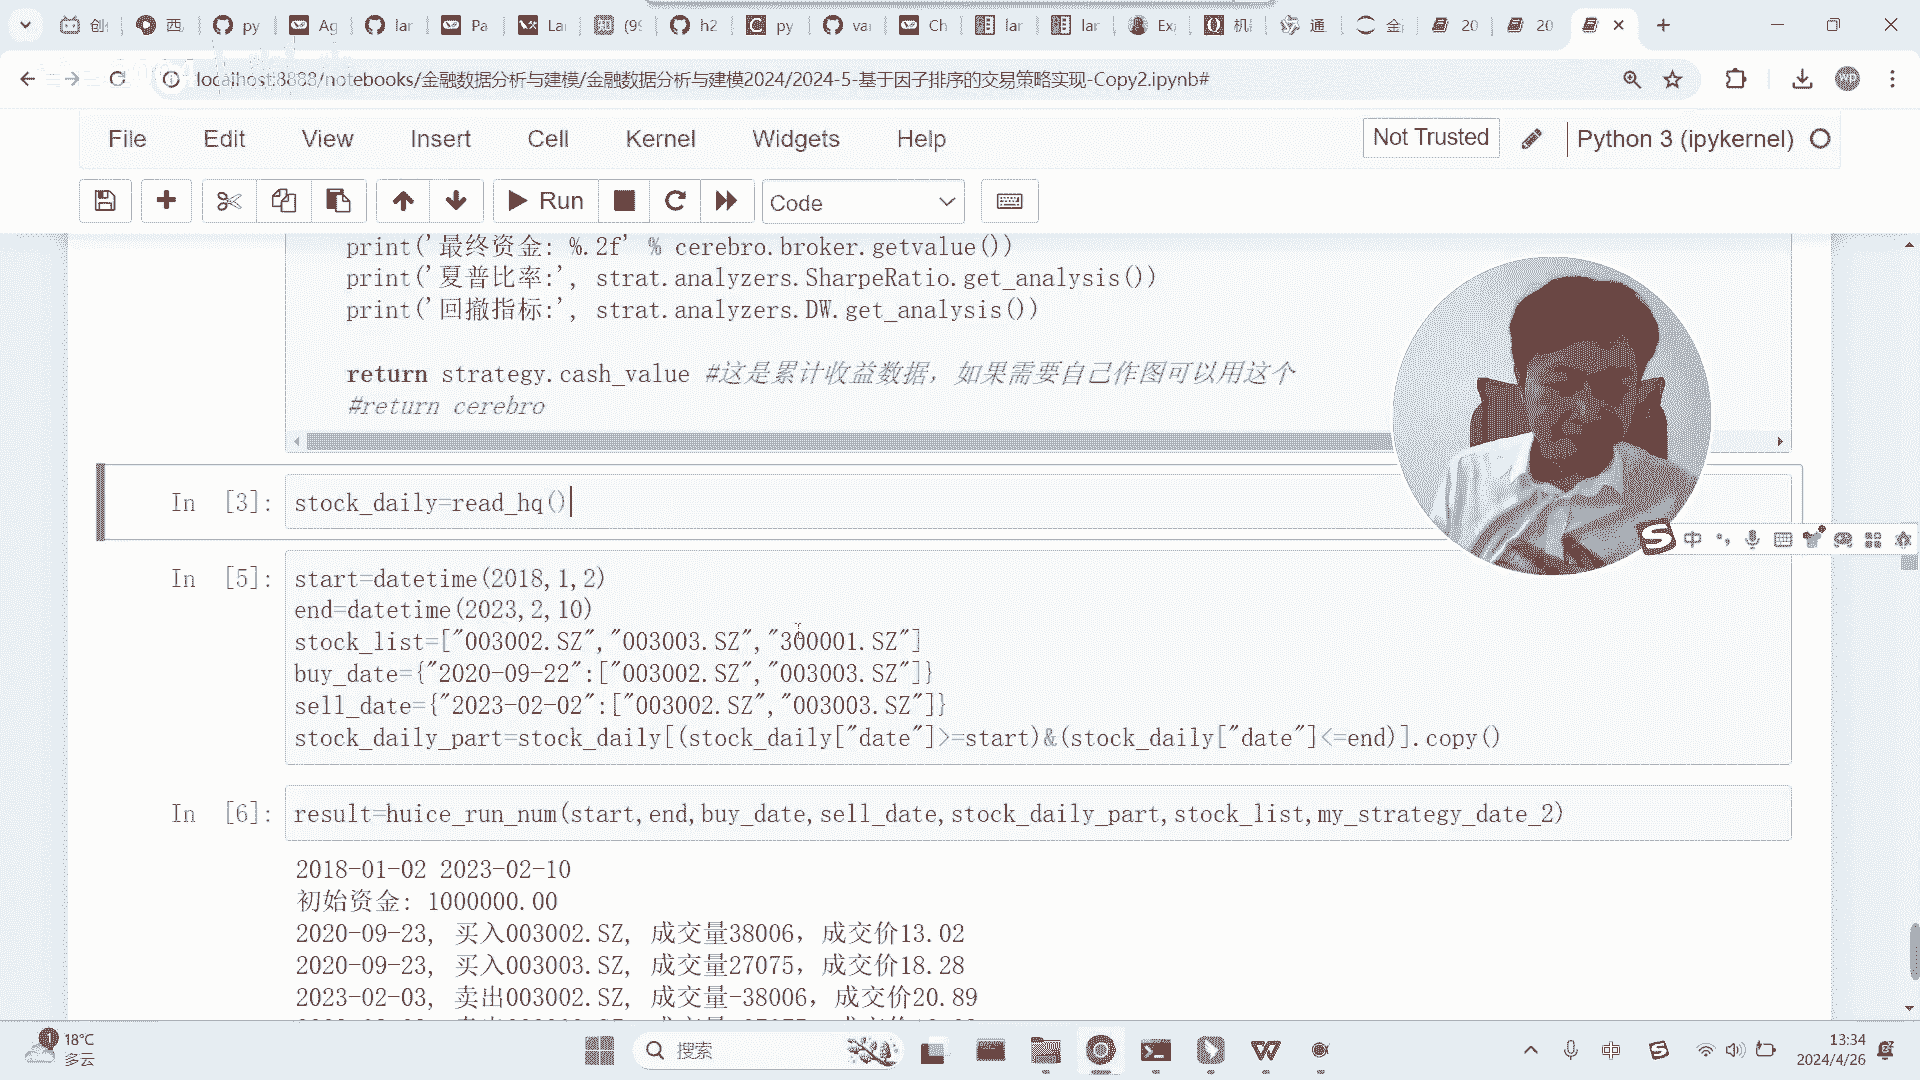 创
西
py
Ag
lar
Pa
La
(99
h2
py
va
Ch
lar
lar
Ex
机
通
金
20
20
localhost:8888/notebooks/金融数据分析与建模/金融数据分析与建模2024/2024-5-基于因子排序的交易策略实现-Copy2.ipynb#
File Edit View Insert Cell Kernel Widgets Help
Not Trusted
Python 3 (ipykernel)
Run
Code
print('最终资金: %.2f' % cerebro.broker.getvalue())
print('夏普比率:', strat.analyzers.SharpeRatio.get_analysis())
print('回撤指标:', strat.analyzers.DW.get_analysis())
return strategy.cash_value #这是累计收益数据，如果需要自己作图可以用这个
#return cerebro
In [3]: stock_daily=read_hq()
In [5]: start=datetime(2018,1,2)
end=datetime(2023,2,10)
stock_list=["003002.SZ","003003.SZ","300001.SZ"]
buy_date={"2020-09-22":["003002.SZ","003003.SZ"]}
sell_date={"2023-02-02":["003002.SZ","003003.SZ"]}
stock_daily_part=stock_daily[(stock_daily["date"]>=start)&(stock_daily["date"]<=end)].copy()
In [6]: result=huice_run_num(start,end,buy_date,sell_date,stock_daily_part,stock_list,my_strategy_date_2)
2018-01-02 2023-02-10
初始资金: 1000000.00
2020-09-23, 买入003002.SZ, 成交量38006，成交价13.02
2020-09-23, 买入003003.SZ, 成交量27075，成交价18.28
2023-02-03, 卖出003002.SZ, 成交量-38006，成交价20.89
中
18°C
多云
搜索
中
13:34
2024/4/26